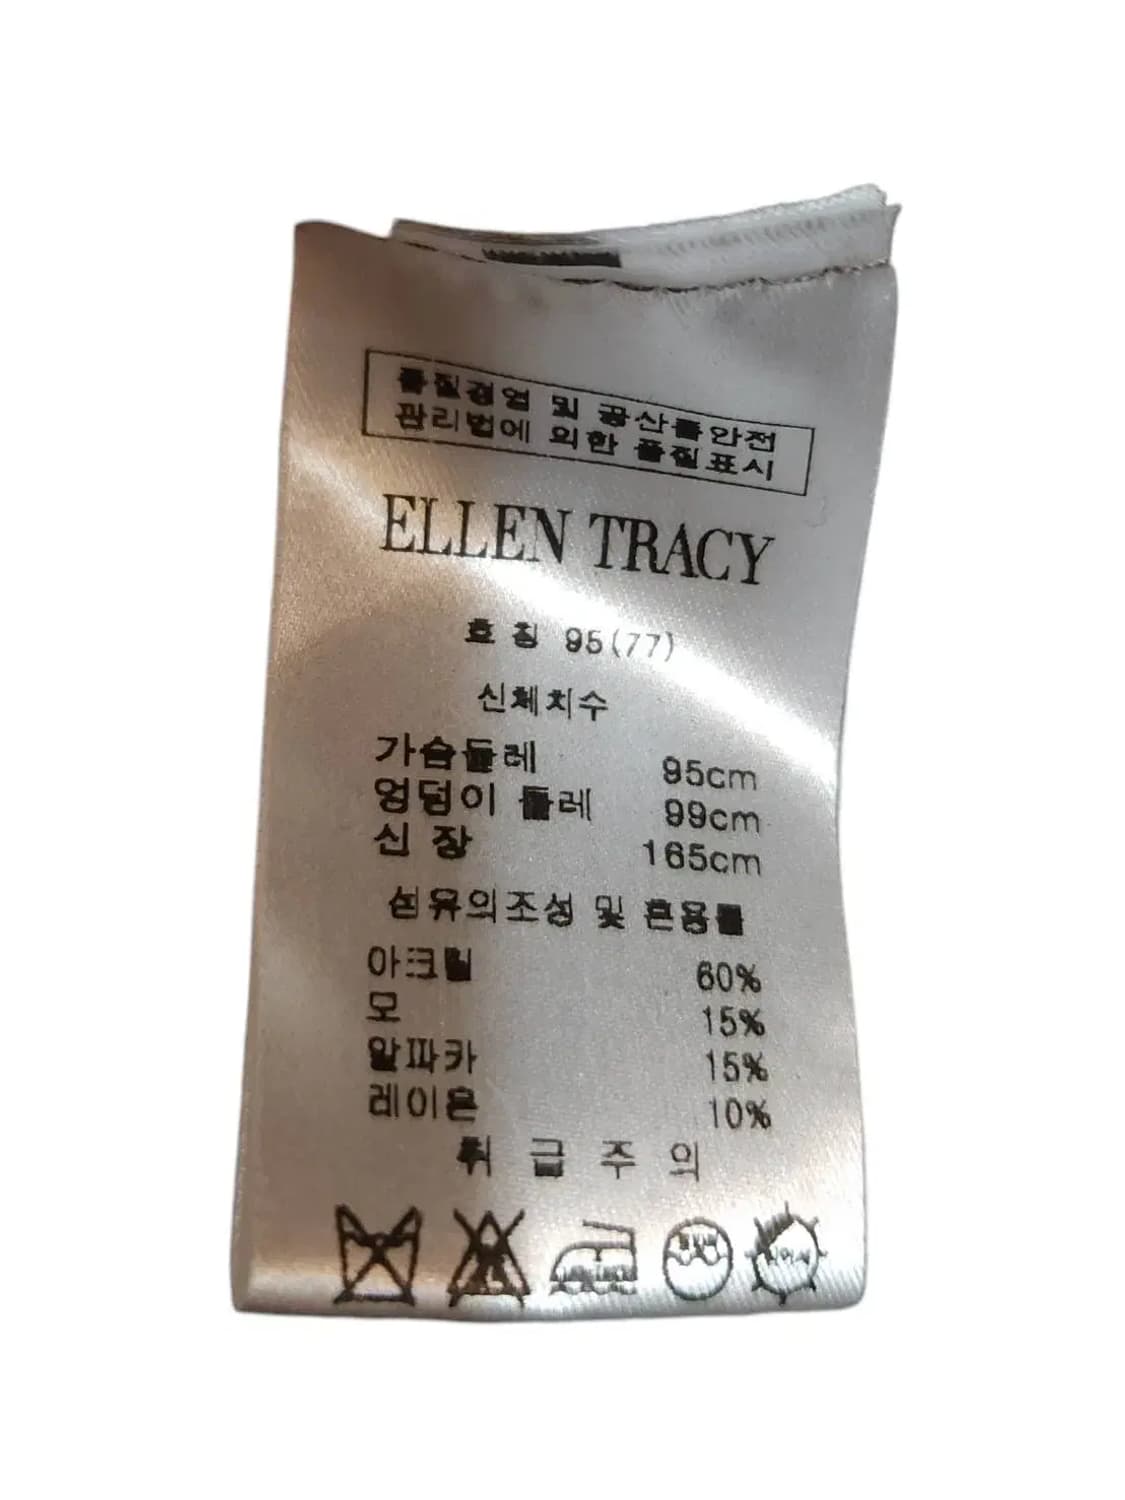 품질경영 및 공산품안전
관리법에 의한 품질표시
ELLEN TRACY
호 칭 95(77)
신체치수
가슴둘레 95cm
엉덩이 둘레 99cm
신 장 165cm
섬유의조성 및 혼용률
아크릴 60%
모 15%
알파카 15%
레이온 10%
취 급 주 의